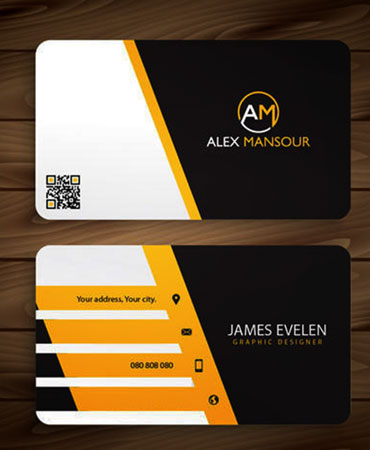 AM
ALEX MANSOUR
Your address, Your city.
080 808 080
JAMES EVELEN
GRAPHIC DESIGNER